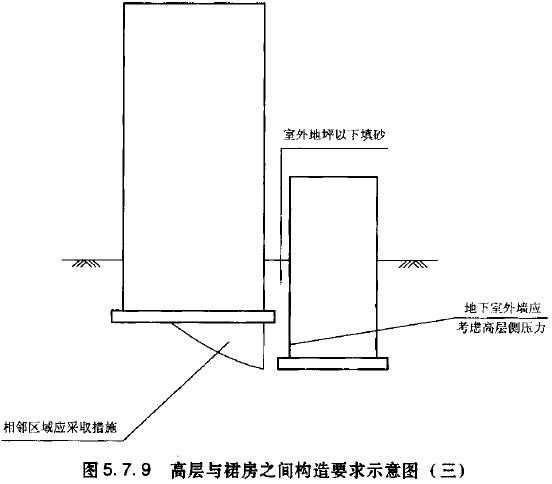 室外地坪以下填砂
地下室外墙应
考虑高层侧压力
相邻区域应采取措施
图5.7.9 高层与裙房之间构造要求示意图（三）